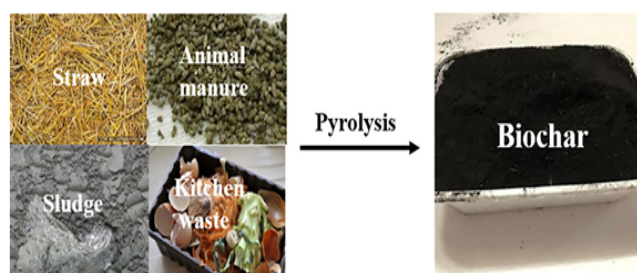 Straw
Animal
manure
Pyrolysis
Biochar
Sludge
Kitchen
waste